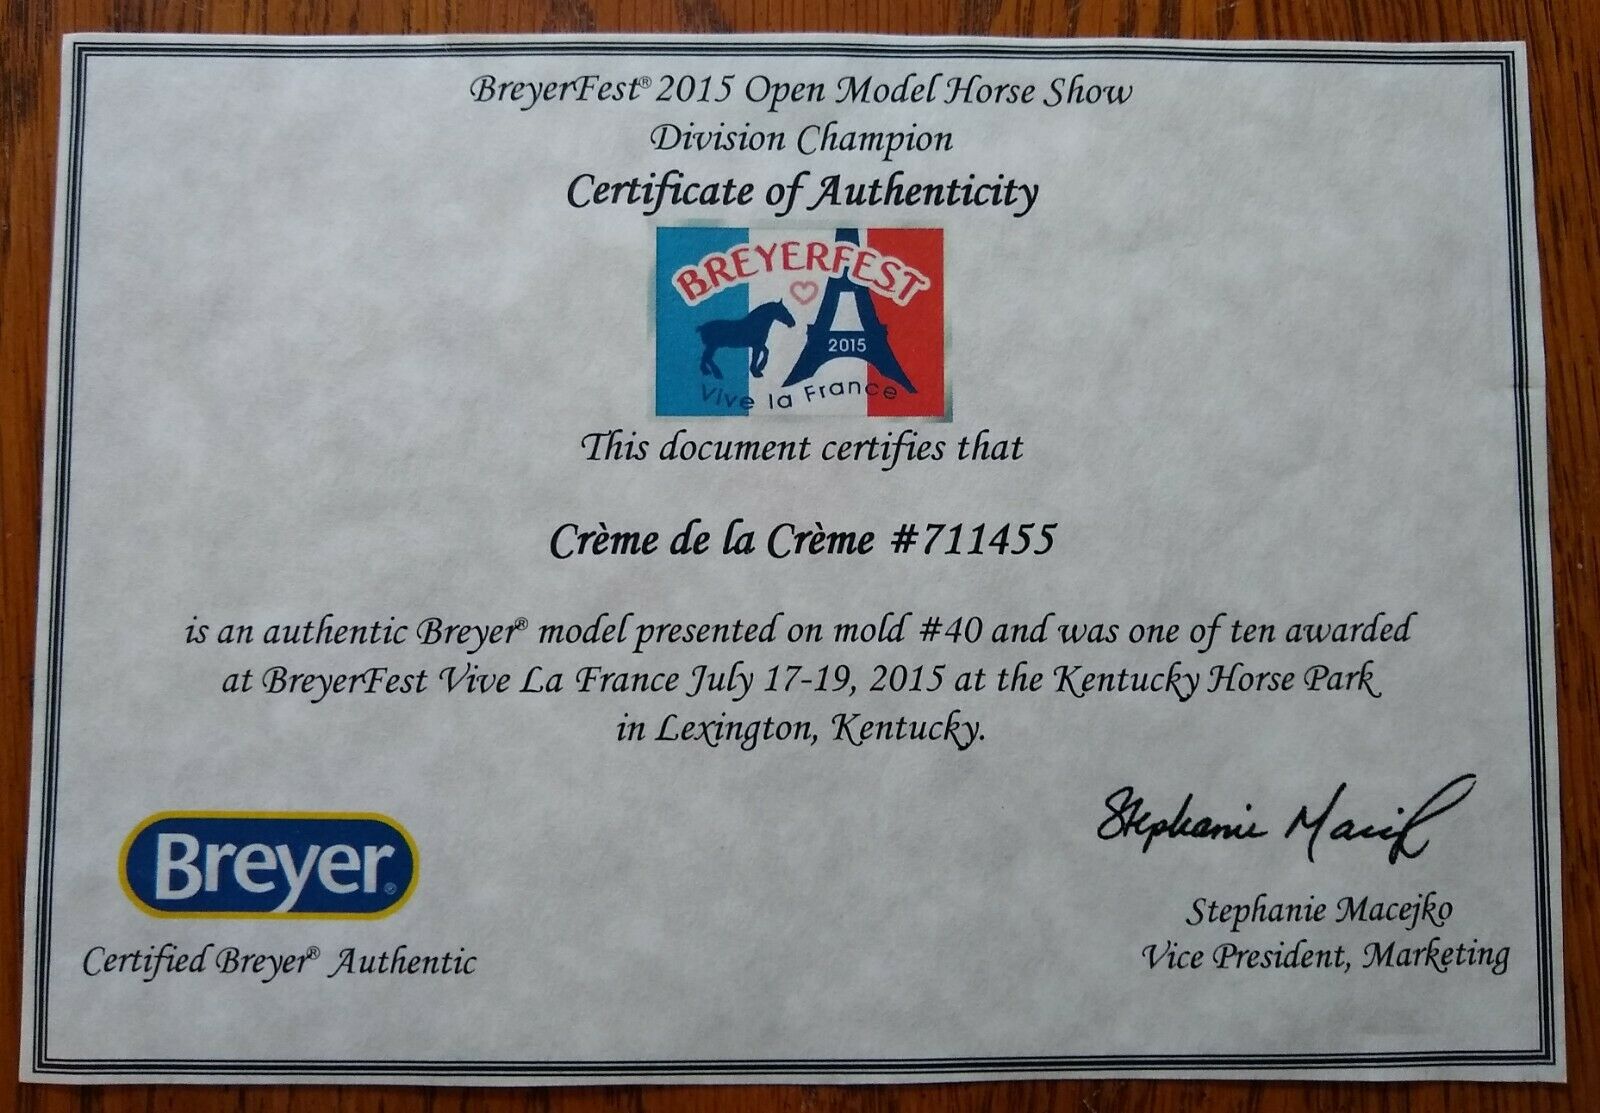 BreyerFest® 2015 Open Model Horse Show
Division Champion
Certificate of Authenticity
BREYERFEST
2015
Vive la France
This document certifies that
Crème de la Crème #711455
is an authentic Breyer® model presented on mold #40 and was one of ten awarded
at BreyerFest Vive La France July 17-19, 2015 at the Kentucky Horse Park
in Lexington, Kentucky.
Breyer®
Certified Breyer® Authentic
Stephanie Macejko
Stephanie Macejko
Vice President, Marketing